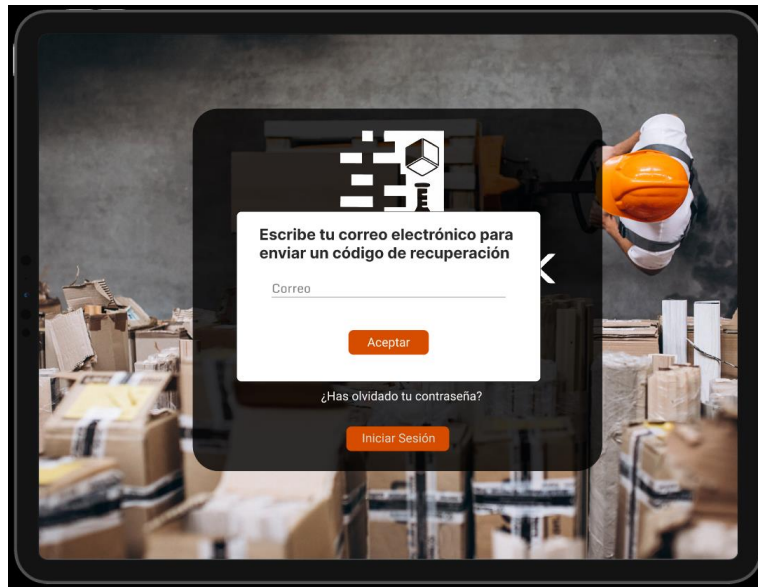 Escribe tu correo electrónico para
enviar un código de recuperación
Correo
Aceptar
¿Has olvidado tu contraseña?
Iniciar Sesión